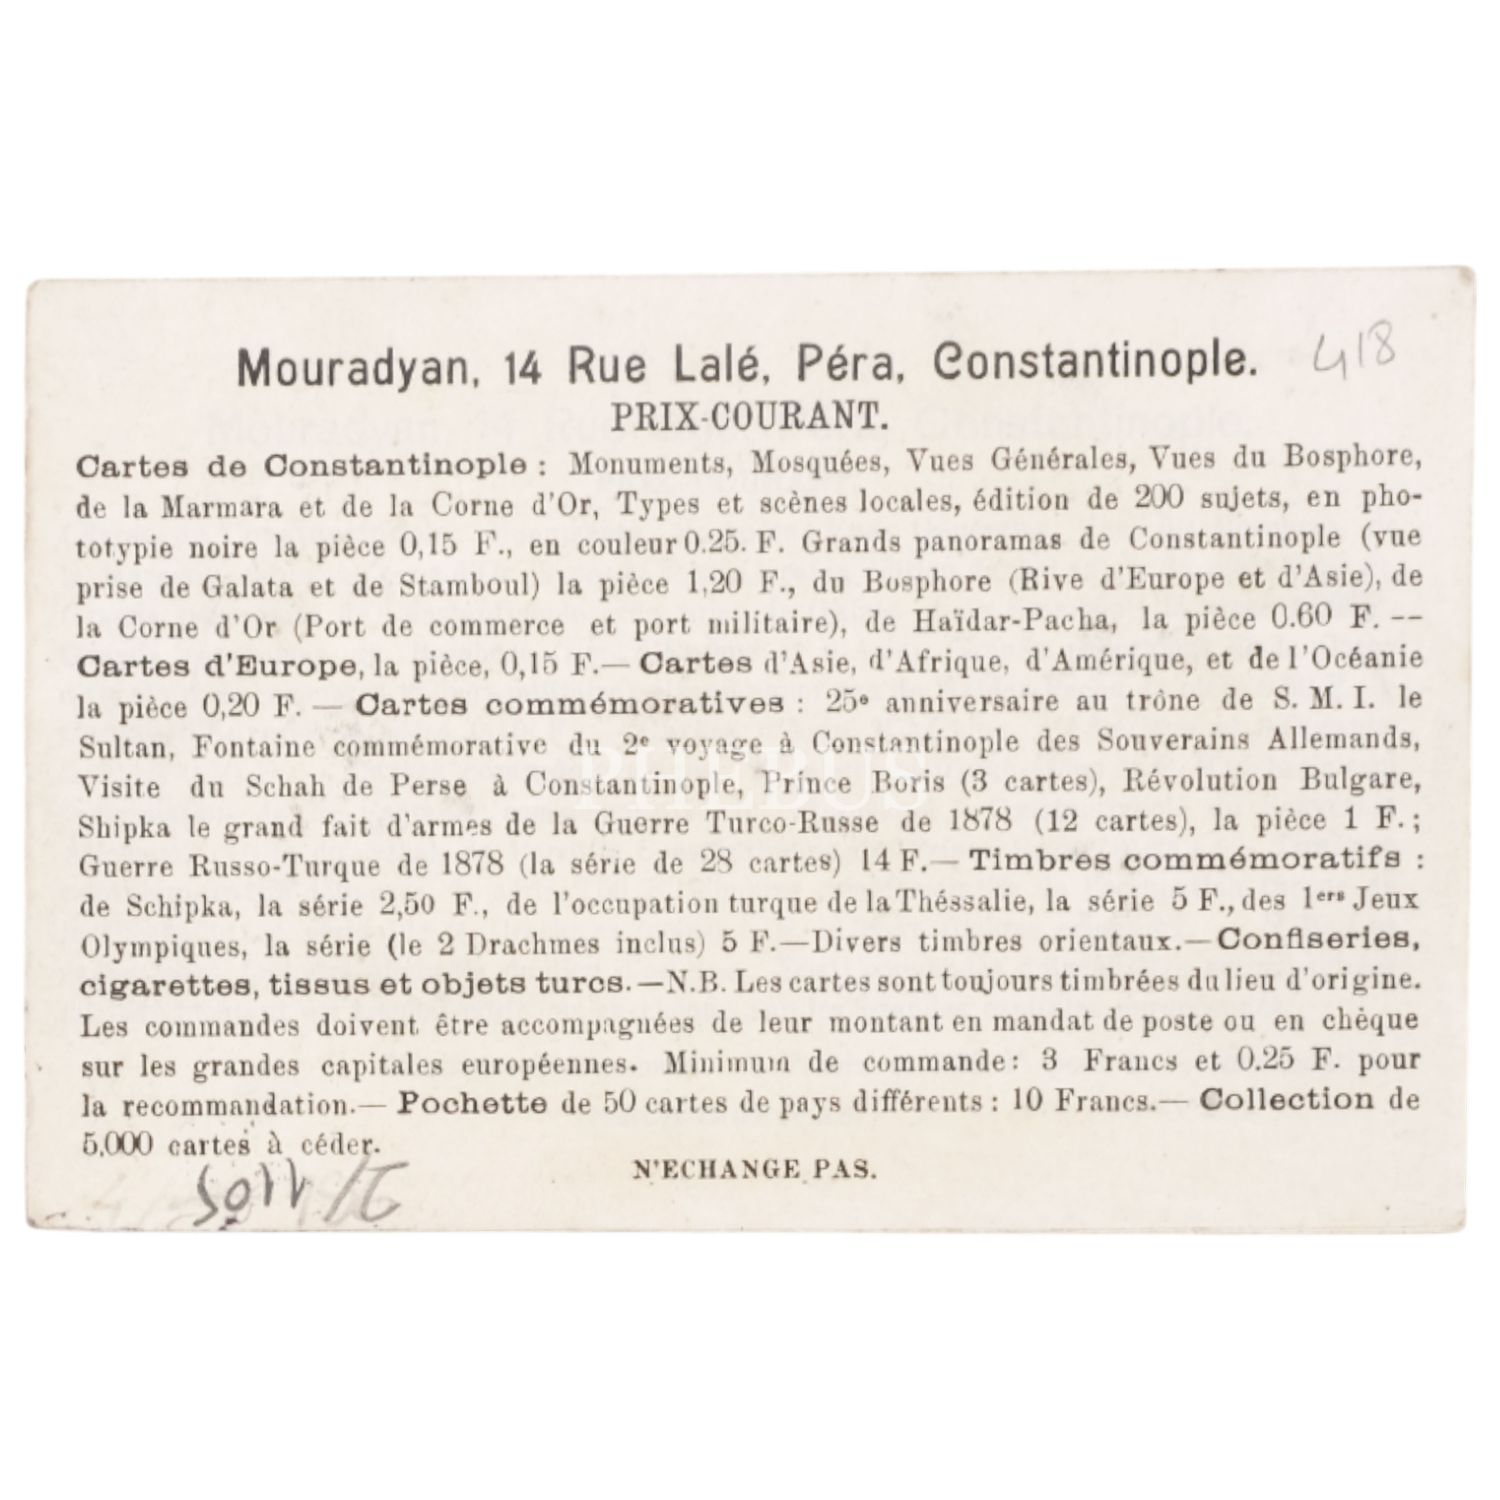 Mouradyan, 14 Rue Lalé, Péra, Constantinople.
418
PRIX-COURANT.
Cartes de Constantinople : Monuments, Mosquées, Vues Générales, Vues du Bosphore,
de la Marmara et de la Corne d'Or, Types et scènes locales, édition de 200 sujets, en pho-
totypie noire la pièce 0,15 F., en couleur 0.25. F. Grands panoramas de Constantinople (vue
prise de Galata et de Stamboul) la pièce 1,20 F., du Bosphore (Rive d'Europe et d'Asie), de
la Corne d'Or (Port de commerce et port militaire), de Haïdar-Pacha, la pièce 0.60 F. --
Cartes d'Europe, la pièce, 0,15 F.— Cartes d'Asie, d'Afrique, d'Amérique, et de l'Océanie
la pièce 0,20 F. — Cartes commémoratives : 25e anniversaire au trône de S. M. I. le
Sultan, Fontaine commémorative du 2e voyage à Constantinople des Souverains Allemands,
Visite du Schah de Perse à Constantinople, Prince Boris (3 cartes), Révolution Bulgare,
PHEBUS
Shipka le grand fait d'armes de la Guerre Turco-Russe de 1878 (12 cartes), la pièce 1 F. ;
Guerre Russo-Turque de 1878 (la série de 28 cartes) 14 F.— Timbres commémoratifs :
de Schipka, la série 2,50 F., de l'occupation turque de la Théssalie, la série 5 F., des 1ers Jeux
Olympiques, la série (le 2 Drachmes inclus) 5 F.—Divers timbres orientaux.—Confiseries,
cigarettes, tissus et objets turcs.—N.B. Les cartes sont toujours timbrées du lieu d'origine.
Les commandes doivent être accompagnées de leur montant en mandat de poste ou en chèque
sur les grandes capitales européennes. Minimum de commande : 3 Francs et 0.25 F. pour
la recommandation.— Pochette de 50 cartes de pays différents : 10 Francs.— Collection de
5,000 cartes à céder.
N'ECHANGE PAS.